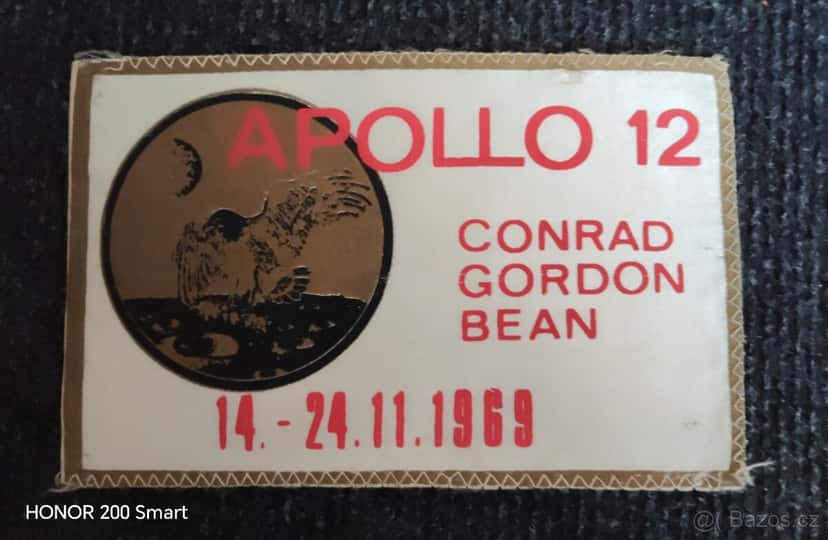 APOLLO 12
CONRAD
GORDON
BEAN
14.-24.11.1969
HONOR 200 Smart
Bazos.cz